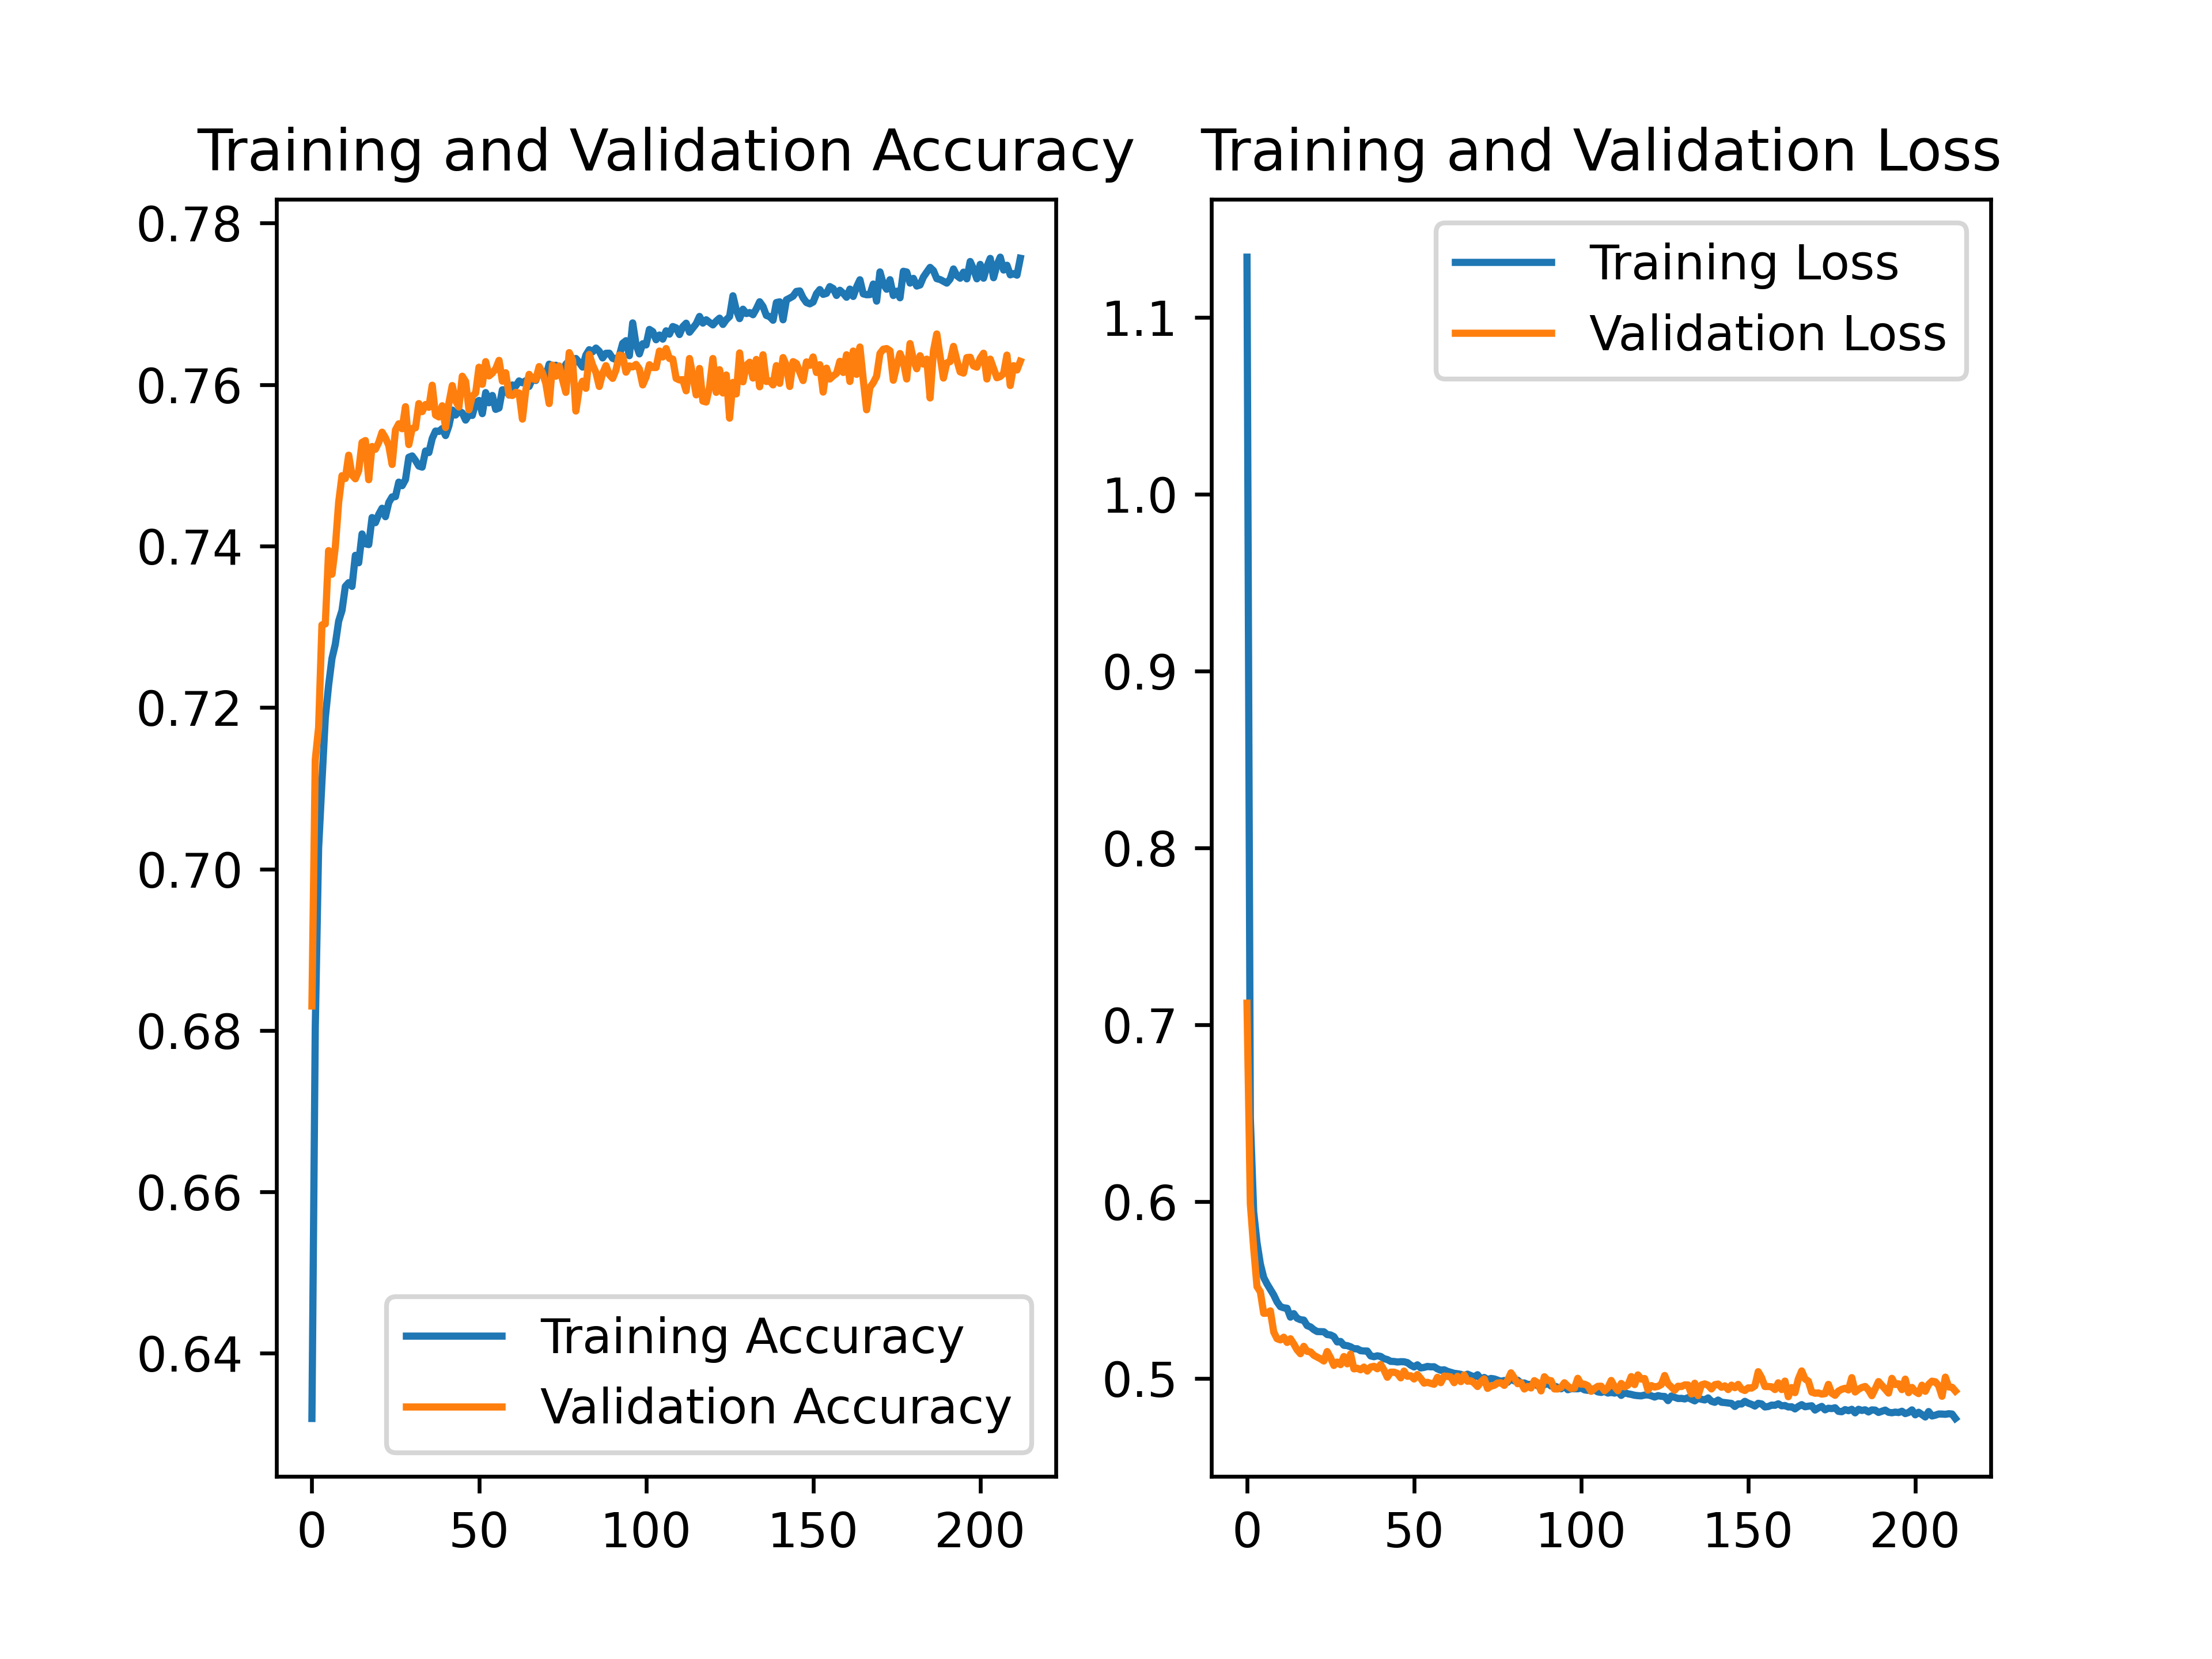 Training and Validation Accuracy
0.78
0.76
0.74
0.72
0.70
0.68
0.66
0.64
Training Accuracy
Validation Accuracy
0 50 100 150 200
Training and Validation Loss
Training Loss
Validation Loss
1.1
1.0
0.9
0.8
0.7
0.6
0.5
0 50 100 150 200